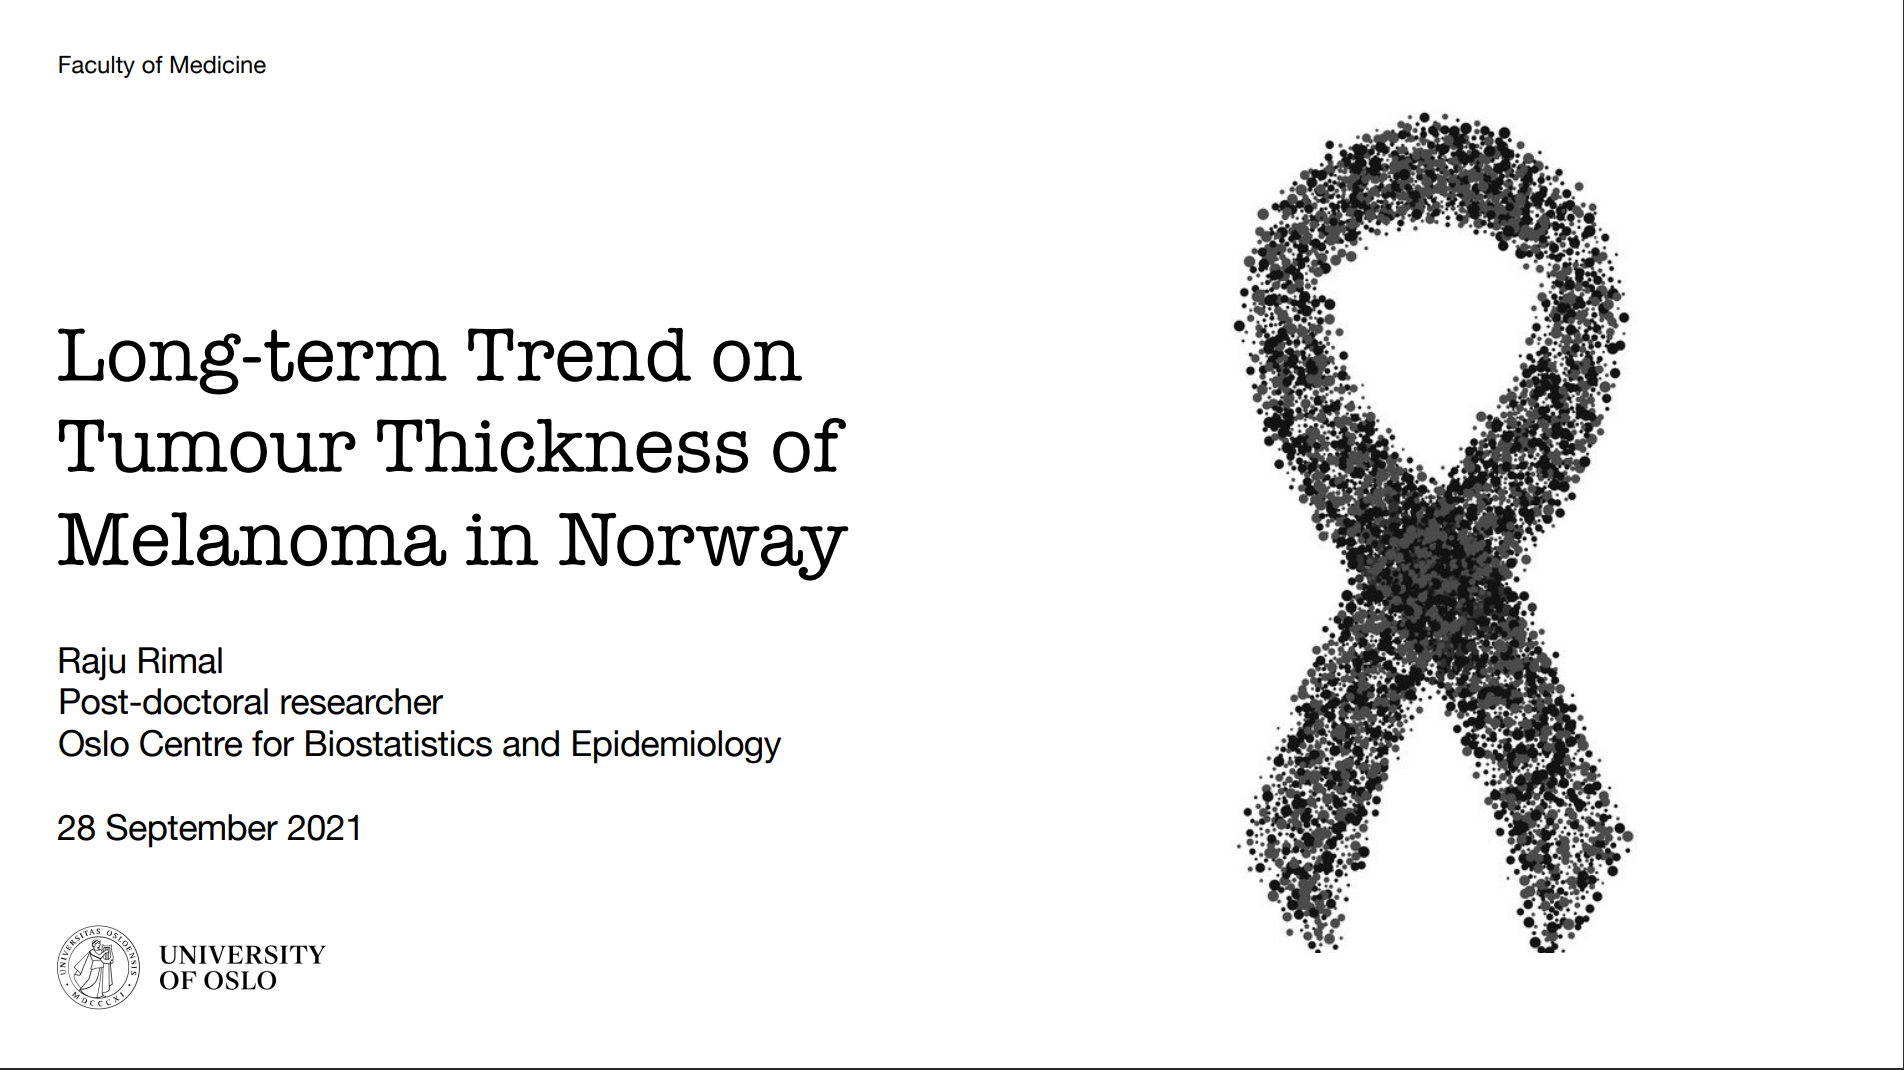 Faculty of Medicine
Long-term Trend on
Tumour Thickness of
Melanoma in Norway
Raju Rimal
Post-doctoral researcher
Oslo Centre for Biostatistics and Epidemiology
28 September 2021
UNIVERSITAS OSLOENSIS
MDCCCXI
UNIVERSITY
OF OSLO